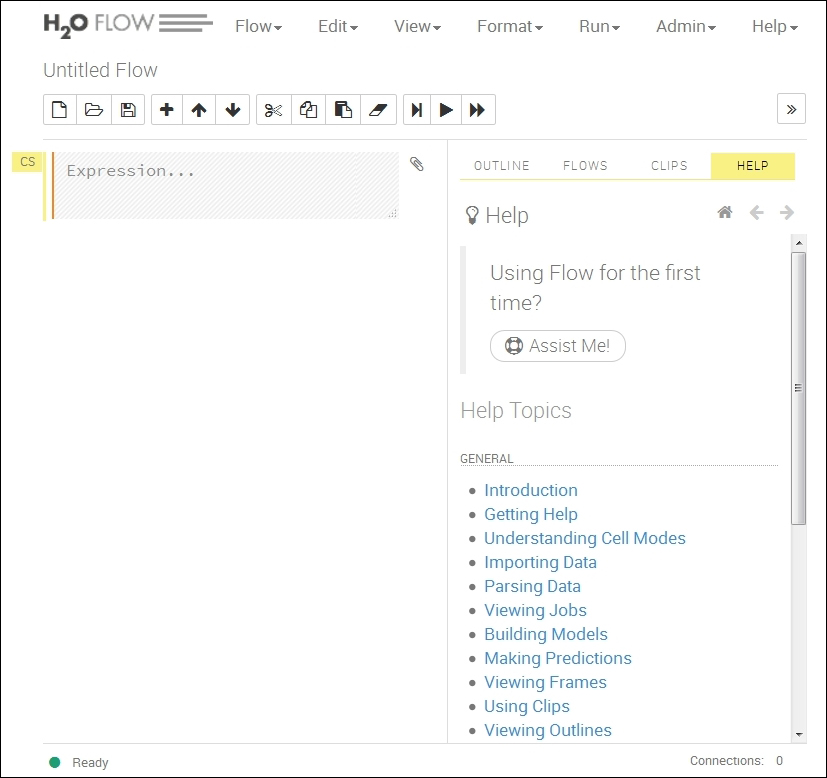 H2O FLOW Flow Edit View Format Run Admin Help
Untitled Flow
CS Expression...
OUTLINE FLOWS CLIPS HELP
Help
Using Flow for the first
time?
Assist Me!
Help Topics
GENERAL
Introduction
Getting Help
Understanding Cell Modes
Importing Data
Parsing Data
Viewing Jobs
Building Models
Making Predictions
Viewing Frames
Using Clips
Viewing Outlines
Ready Connections: 0